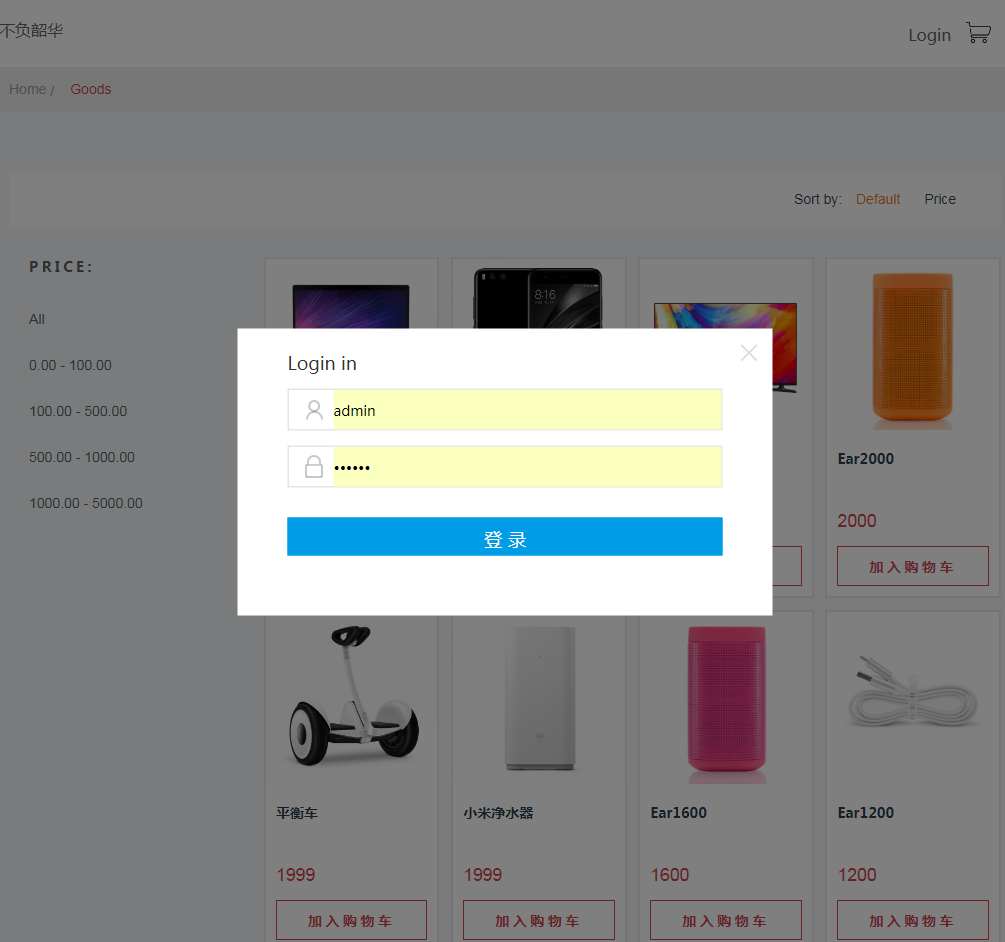 不负韶华
Login
Home / Goods
Sort by: Default Price
PRICE:
All
0.00 - 100.00
100.00 - 500.00
500.00 - 1000.00
1000.00 - 5000.00
8:16
Login in
admin
••••••
登录
Ear2000
2000
加入购物车
平衡车
1999
加入购物车
小米净水器
1999
加入购物车
Ear1600
1600
加入购物车
Ear1200
1200
加入购物车